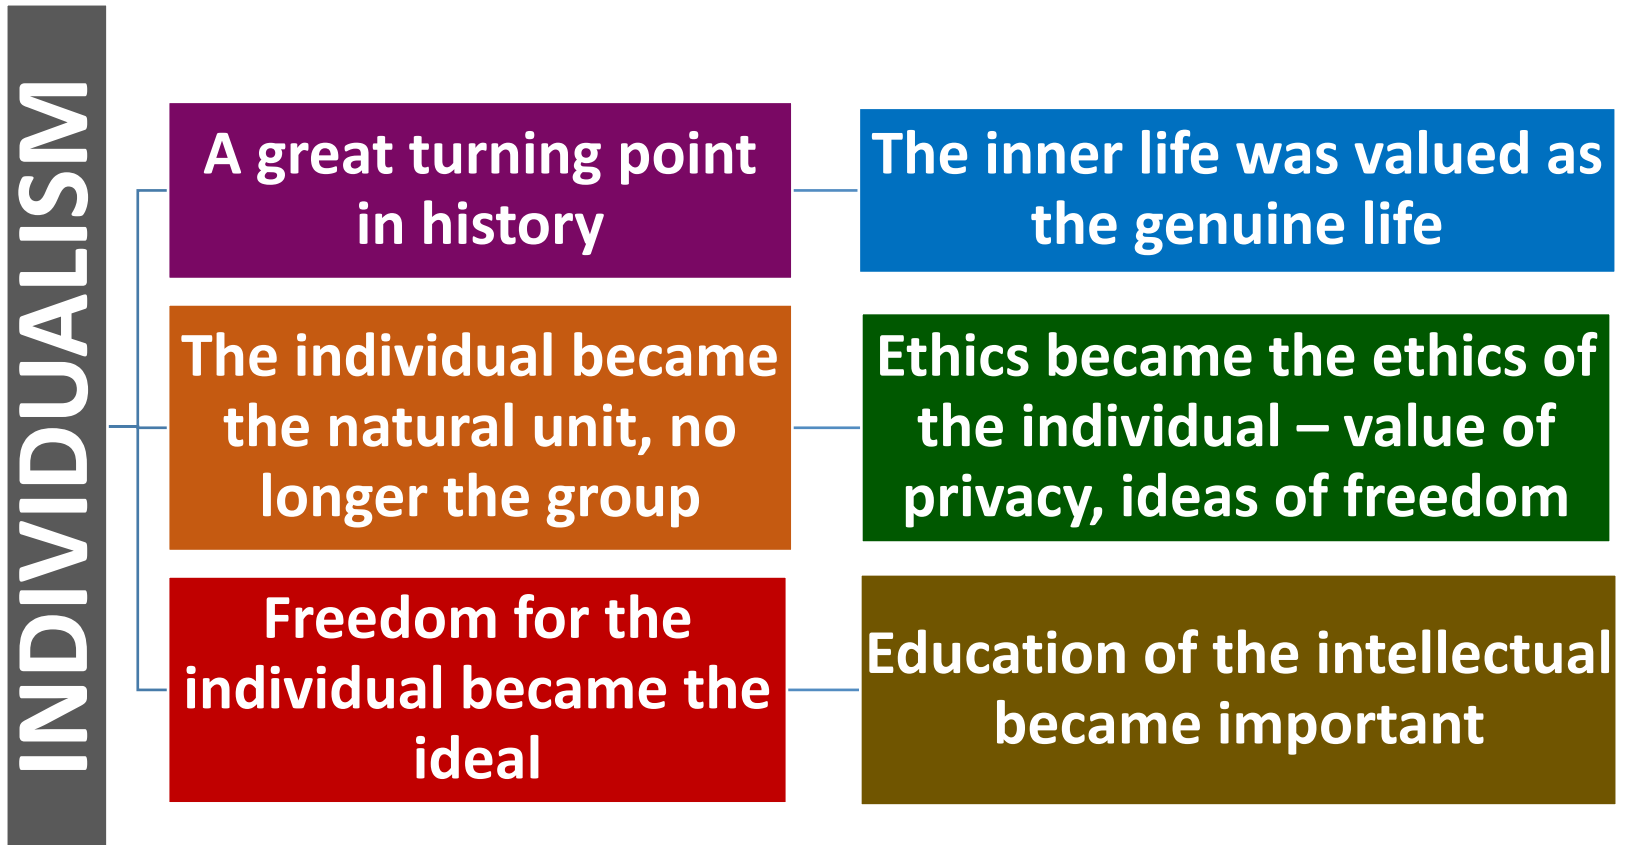 INDIVIDUALISM
A great turning point
in history
The inner life was valued as
the genuine life
The individual became
the natural unit, no
longer the group
Ethics became the ethics of
the individual – value of
privacy, ideas of freedom
Freedom for the
individual became the
ideal
Education of the intellectual
became important